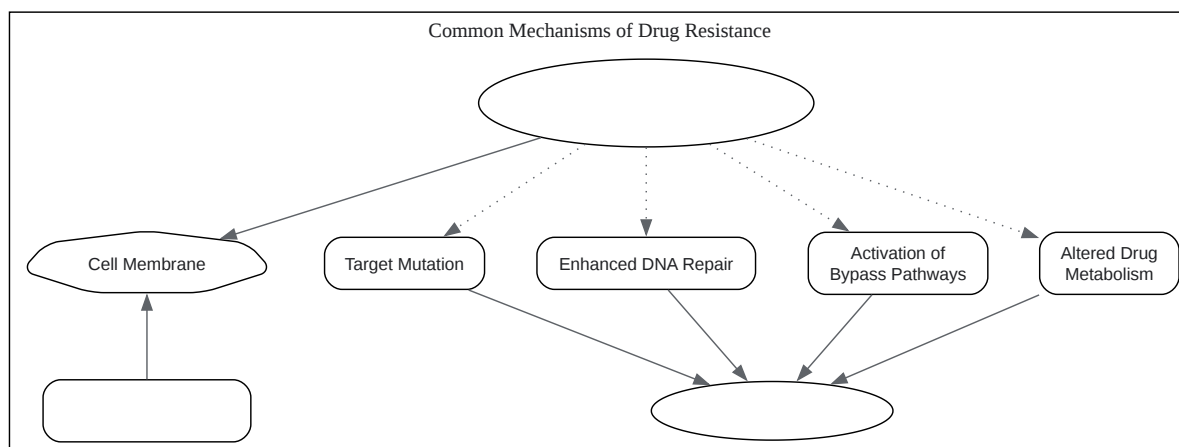 Common Mechanisms of Drug Resistance
Cell Membrane
Target Mutation
Enhanced DNA Repair
Activation of
Bypass Pathways
Altered Drug
Metabolism